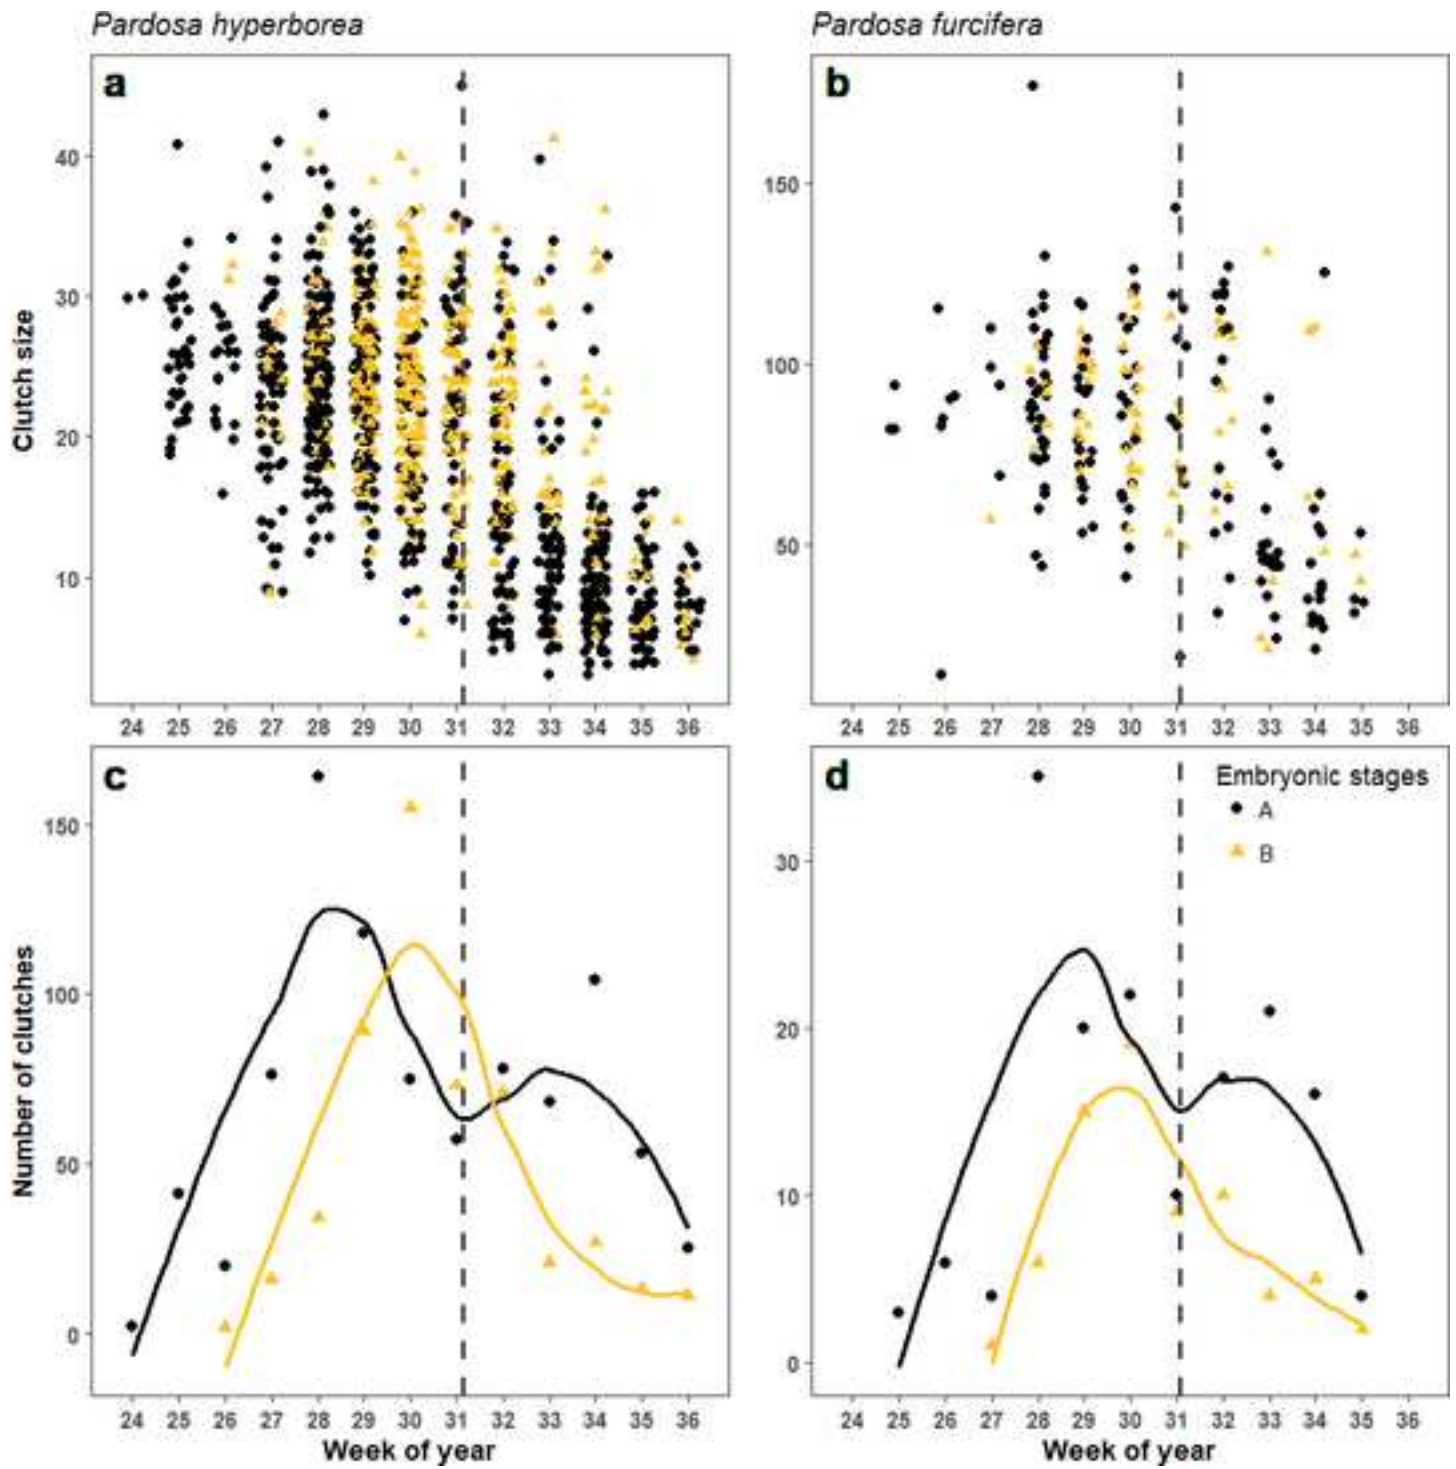 Pardosa hyperborea
Pardosa furcifera
a
b
40
30
20
10
150
100
50
Clutch size
24 25 26 27 28 29 30 31 32 33 34 35 36
24 25 26 27 28 29 30 31 32 33 34 35 36
c
d
Embryonic stages
A
B
150
100
50
0
30
20
10
0
Number of clutches
24 25 26 27 28 29 30 31 32 33 34 35 36
24 25 26 27 28 29 30 31 32 33 34 35 36
Week of year
Week of year